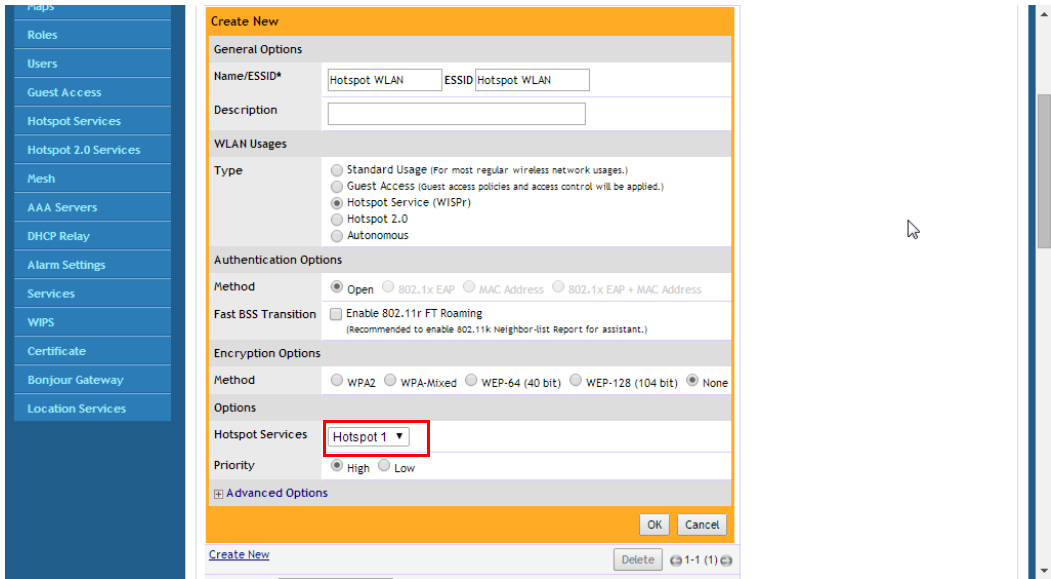 Maps
Roles
Users
Guest Access
Hotspot Services
Hotspot 2.0 Services
Mesh
AAA Servers
DHCP Relay
Alarm Settings
Services
WIPS
Certificate
Bonjour Gateway
Location Services
Create New
General Options
Name/ESSID* Hotspot WLAN ESSID Hotspot WLAN
Description
WLAN Usages
Type Standard Usage (For most regular wireless network usages.)
Guest Access (Guest access policies and access control will be applied.)
Hotspot Service (WISPr)
Hotspot 2.0
Autonomous
Authentication Options
Method Open 802.1x EAP MAC Address 802.1x EAP + MAC Address
Fast BSS Transition Enable 802.11r FT Roaming
(Recommended to enable 802.11k Neighbor-list Report for assistant.)
Encryption Options
Method WPA2 WPA-Mixed WEP-64 (40 bit) WEP-128 (104 bit) None
Options
Hotspot Services Hotspot 1
Priority High Low
Advanced Options
OK Cancel
Create New Delete 1-1 (1)